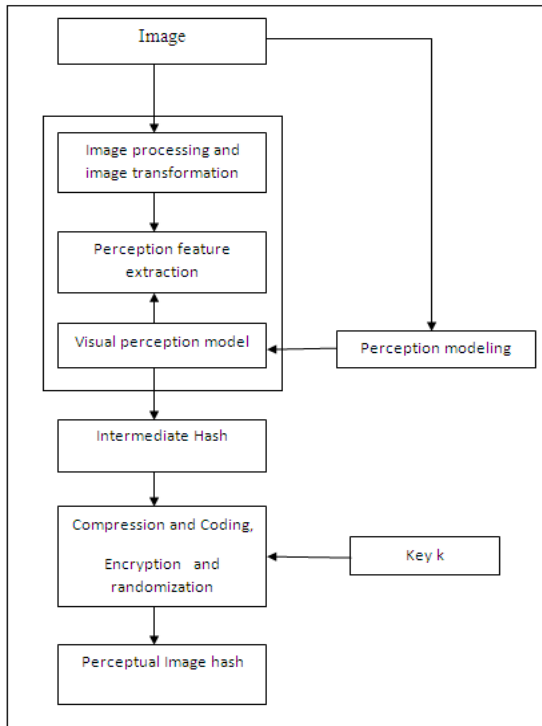 Image
Image processing and
image transformation
Perception feature
extraction
Visual perception model
Perception modeling
Intermediate Hash
Compression and Coding,
Encryption and
randomization
Key k
Perceptual Image hash